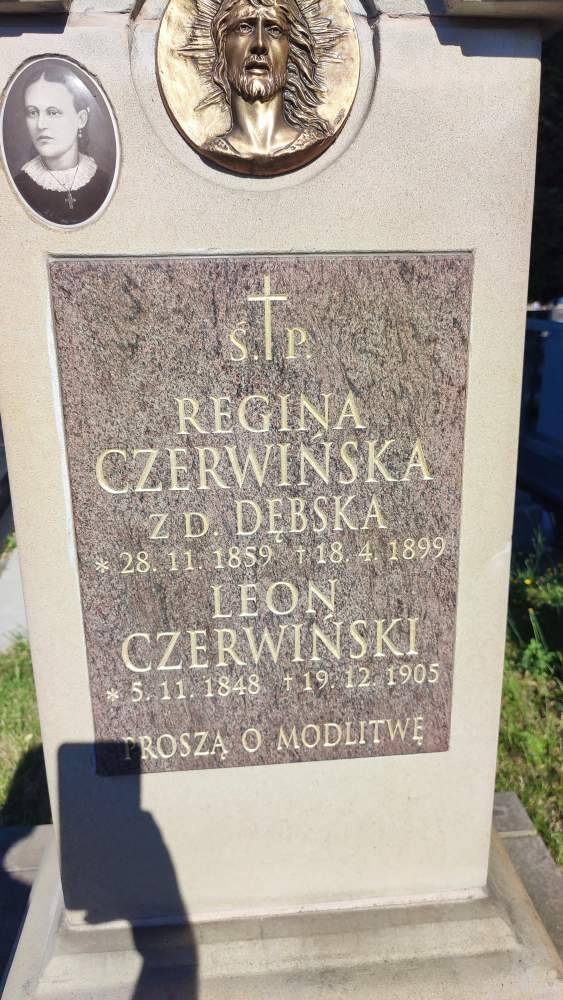 Ś. P.
REGINA
CZERWIŃSKA
Z D. DĘBSKA
* 28. 11. 1859 † 18. 4. 1899
LEON
CZERWIŃSKI
* 5. 11. 1848 † 19. 12. 1905
PROSZĄ O MODLITWĘ